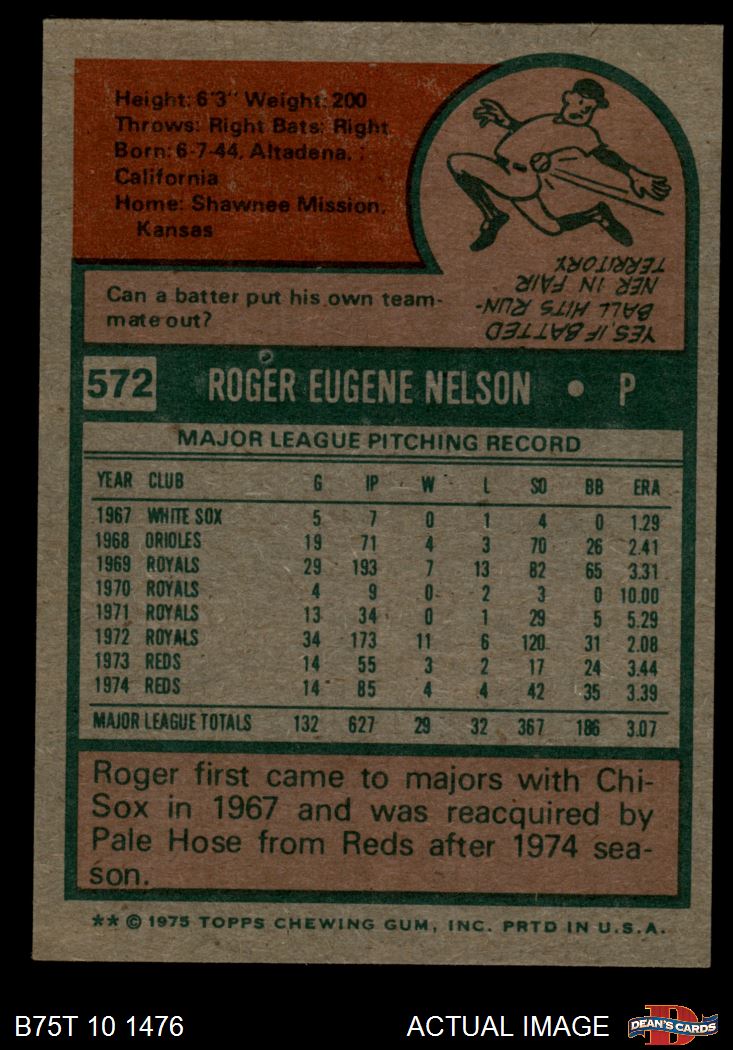 Height: 6'3" Weight: 200
Throws: Right Bats: Right
Born: 6-7-44, Altadena,
California
Home: Shawnee Mission,
Kansas
Can a batter put his own team-
mate out?
YES, IF BATTED
BALL HITS RUN-
NER IN FAIR
TERRITORY.
572 ROGER EUGENE NELSON • P
MAJOR LEAGUE PITCHING RECORD
YEAR CLUB G IP W L SO BB ERA
1967 WHITE SOX 5 7 0 1 4 0 1.29
1968 ORIOLES 19 71 4 3 70 26 2.41
1969 ROYALS 29 193 7 13 82 65 3.31
1970 ROYALS 4 9 0 2 3 0 10.00
1971 ROYALS 13 34 0 1 29 5 5.29
1972 ROYALS 34 173 11 6 120 31 2.08
1973 REDS 14 55 3 2 17 24 3.44
1974 REDS 14 85 4 4 42 35 3.39
MAJOR LEAGUE TOTALS 132 627 29 32 367 186 3.07
Roger first came to majors with Chi-
Sox in 1967 and was reacquired by
Pale Hose from Reds after 1974 sea-
son.
** © 1975 TOPPS CHEWING GUM, INC. PRTD IN U.S.A.
B75T 10 1476 ACTUAL IMAGE DEAN'S CARDS